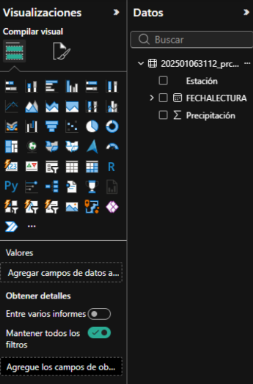 Visualizaciones
»
Datos
»
Compilar visual
Buscar
202501063112_prc...
...
Estación
FECHALECTURA
Precipitación
R
Py
...
Valores
Agregar campos de datos a...
Obtener detalles
Entre varios informes
Mantener todos los
filtros
Agregue los campos de ob...